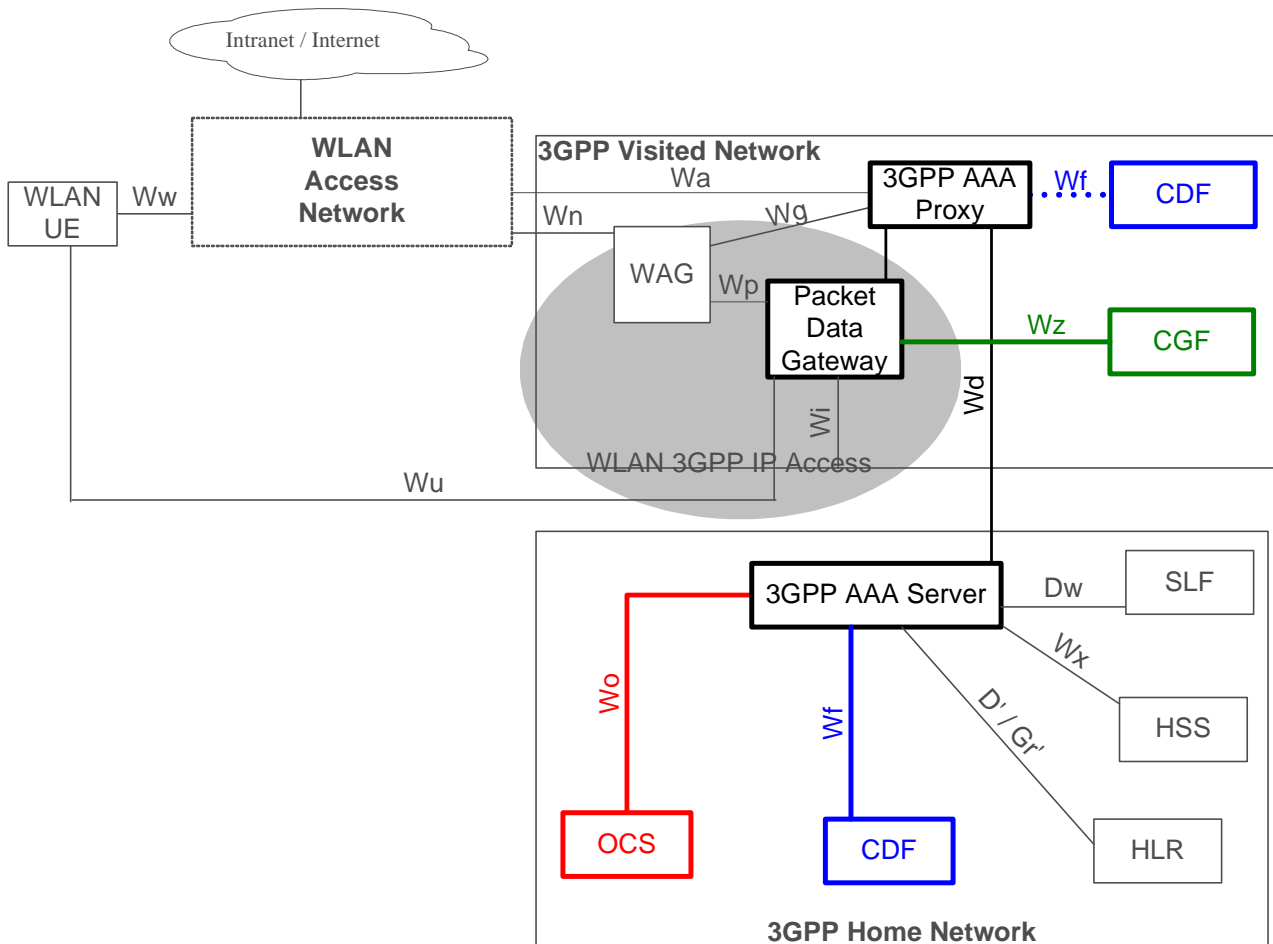 Intranet / Internet
WLAN
Access
Network
3GPP Visited Network
WLAN
UE
Ww
Wa
Wn
Wg
3GPP AAA
Proxy
Wf
CDF
WAG
Wp
Packet
Data
Gateway
Wz
CGF
Wd
Wi
WLAN 3GPP IP Access
Wu
3GPP AAA Server
Dw
SLF
Wx
HSS
D' / Gr'
HLR
Wo
OCS
Wf
CDF
3GPP Home Network